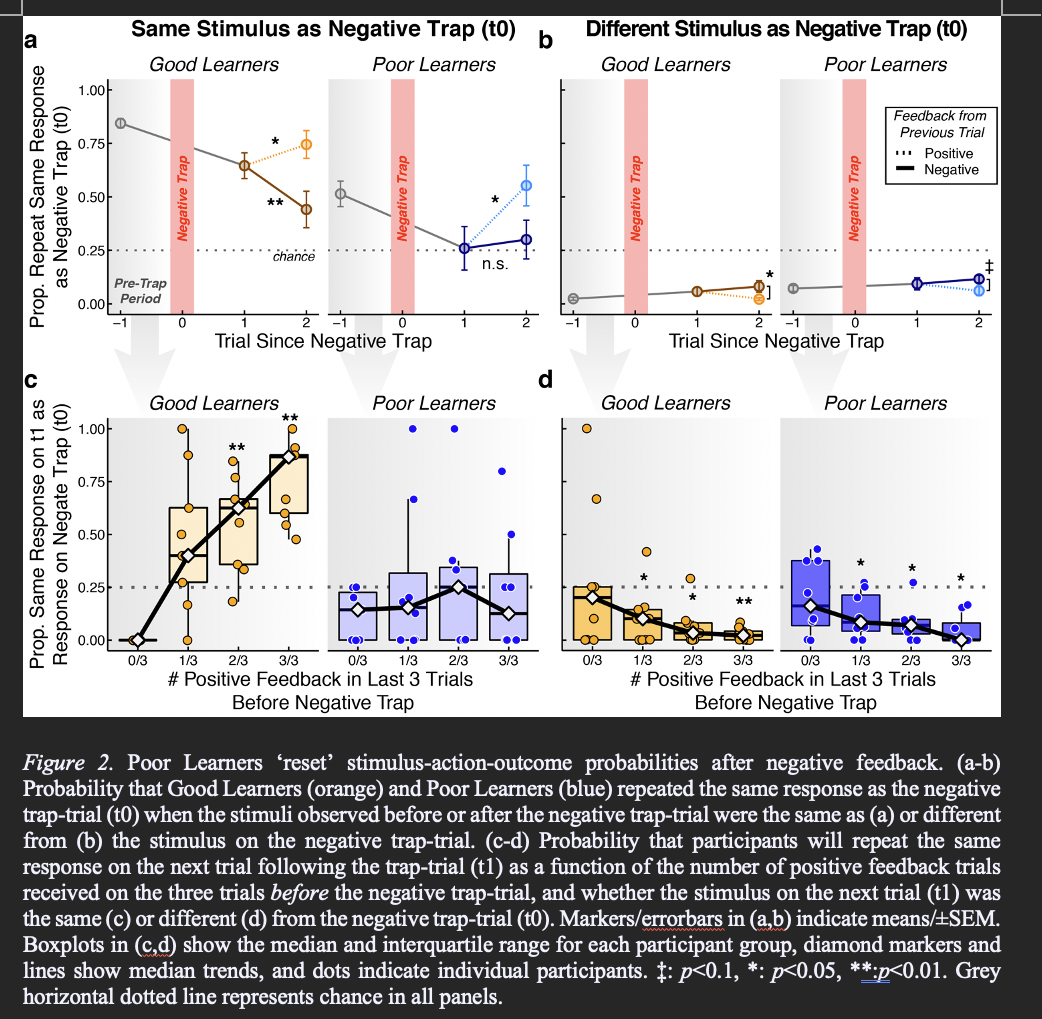 Same Stimulus as Negative Trap (t0)
Different Stimulus as Negative Trap (t0)
a
Good Learners
Poor Learners
b
Good Learners
Poor Learners
Prop. Repeat Same Response
as Negative Trap (t0)
1.00
0.75
0.50
0.25
0.00
Negative Trap
*
**
chance
Pre-Trap
Period
Negative Trap
*
n.s.
Negative Trap
*
Negative Trap
‡
Feedback from
Previous Trial
Positive
Negative
−1 0 1 2
−1 0 1 2
−1 0 1 2
−1 0 1 2
Trial Since Negative Trap
Trial Since Negative Trap
c
Good Learners
Poor Learners
d
Good Learners
Poor Learners
Prop. Same Response on t1 as
Response on Negate Trap (t0)
1.00
0.75
0.50
0.25
0.00
**
**
*
*
**
*
*
*
0/3 1/3 2/3 3/3
0/3 1/3 2/3 3/3
0/3 1/3 2/3 3/3
0/3 1/3 2/3 3/3
# Positive Feedback in Last 3 Trials
Before Negative Trap
# Positive Feedback in Last 3 Trials
Before Negative Trap
Figure 2. Poor Learners ‘reset’ stimulus-action-outcome probabilities after negative feedback. (a-b)
Probability that Good Learners (orange) and Poor Learners (blue) repeated the same response as the negative
trap-trial (t0) when the stimuli observed before or after the negative trap-trial were the same as (a) or different
from (b) the stimulus on the negative trap-trial. (c-d) Probability that participants will repeat the same
response on the next trial following the trap-trial (t1) as a function of the number of positive feedback trials
received on the three trials before the negative trap-trial, and whether the stimulus on the next trial (t1) was
the same (c) or different (d) from the negative trap-trial (t0). Markers/errorbars in (a,b) indicate means/±SEM.
Boxplots in (c,d) show the median and interquartile range for each participant group, diamond markers and
lines show median trends, and dots indicate individual participants. ‡: p<0.1, *: p<0.05, **:p<0.01. Grey
horizontal dotted line represents chance in all panels.